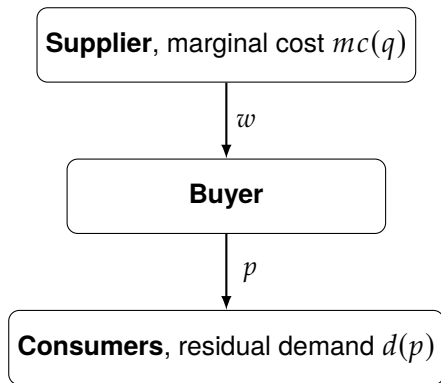 Supplier, marginal cost mc(q)
w
Buyer
p
Consumers, residual demand d(p)